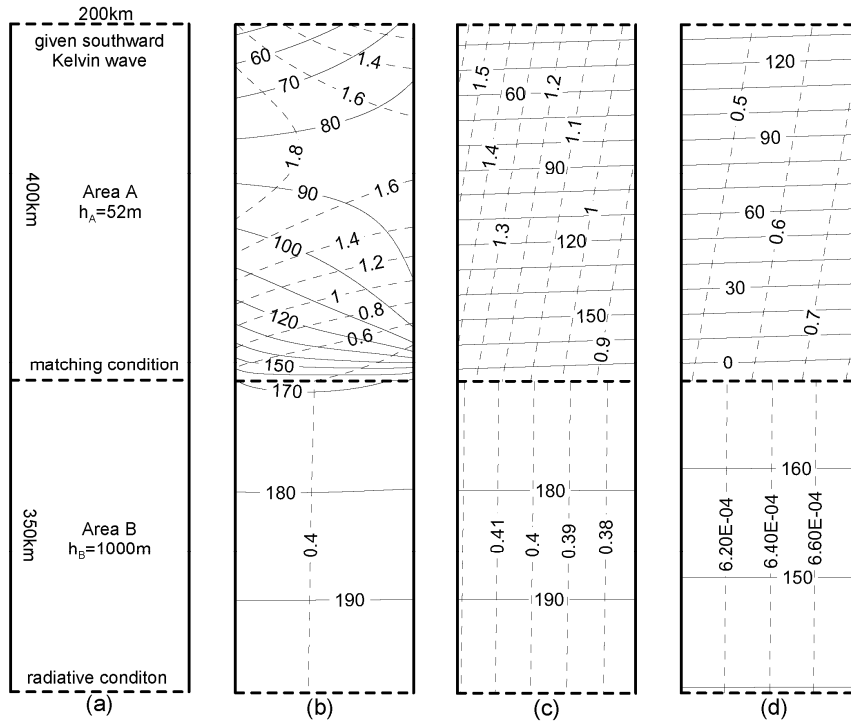 200km
given southward
Kelvin wave
400km
Area A
hA=52m
matching condition
350km
Area B
hB=1000m
radiative conditon
(a)
60
1.4
70
1.6
80
1.8
90
1.6
100
1.4
1.2
1
0.8
120
0.6
150
170
180
0.4
190
(b)
1.5
1.2
60
1.1
1.4
90
1
1.3
120
150
0.9
180
0.41
0.4
0.39
0.38
190
(c)
120
0.5
90
60
0.6
30
0.7
0
160
6.20E-04
6.40E-04
6.60E-04
150
(d)